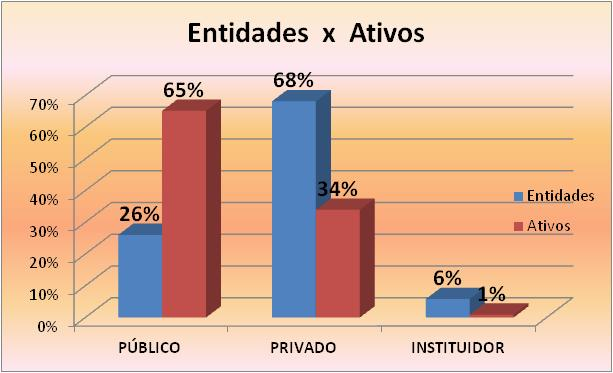 Entidades x Ativos
70%
60%
50%
40%
30%
20%
10%
0%
26%
65%
68%
34%
6%
1%
PÚBLICO
PRIVADO
INSTITUIDOR
Entidades
Ativos